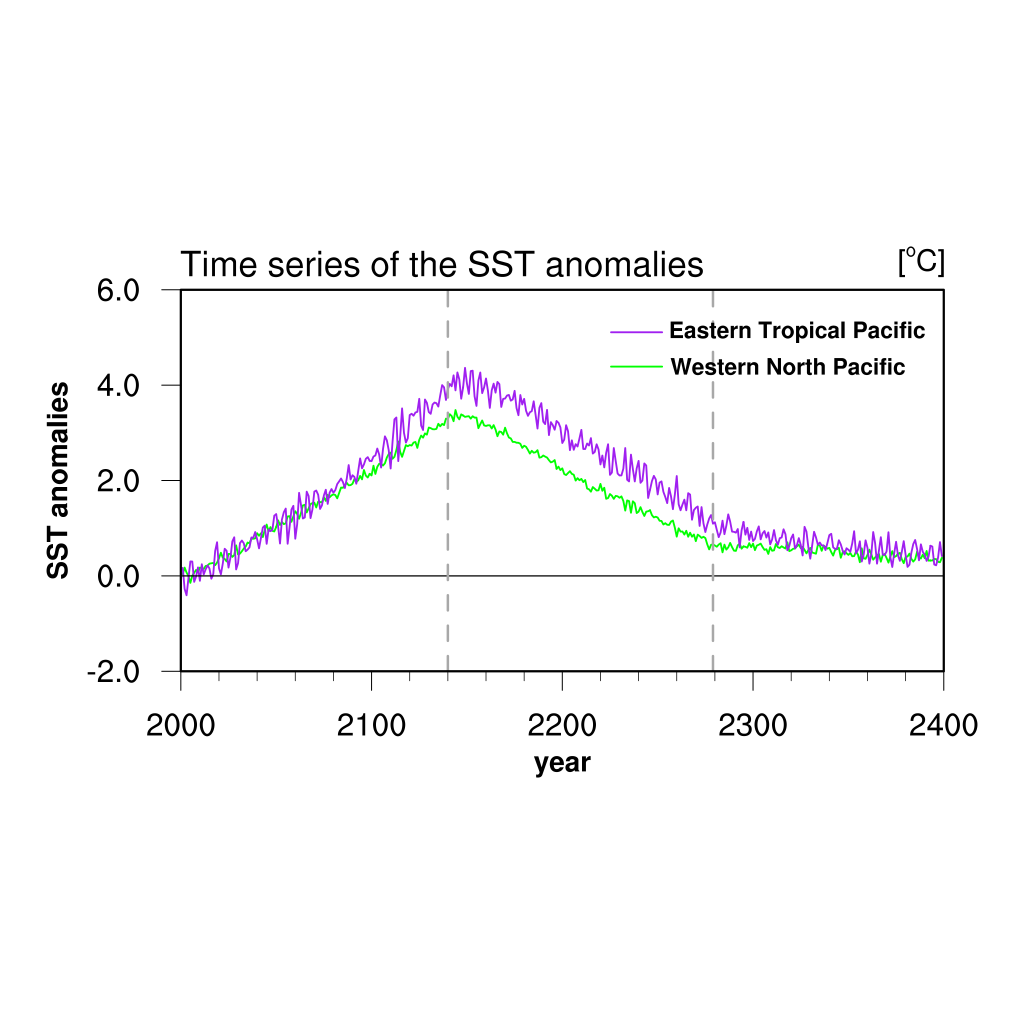 Time series of the SST anomalies
[°C]
6.0
4.0
2.0
0.0
-2.0
SST anomalies
Eastern Tropical Pacific
Western North Pacific
2000 2100 2200 2300 2400
year